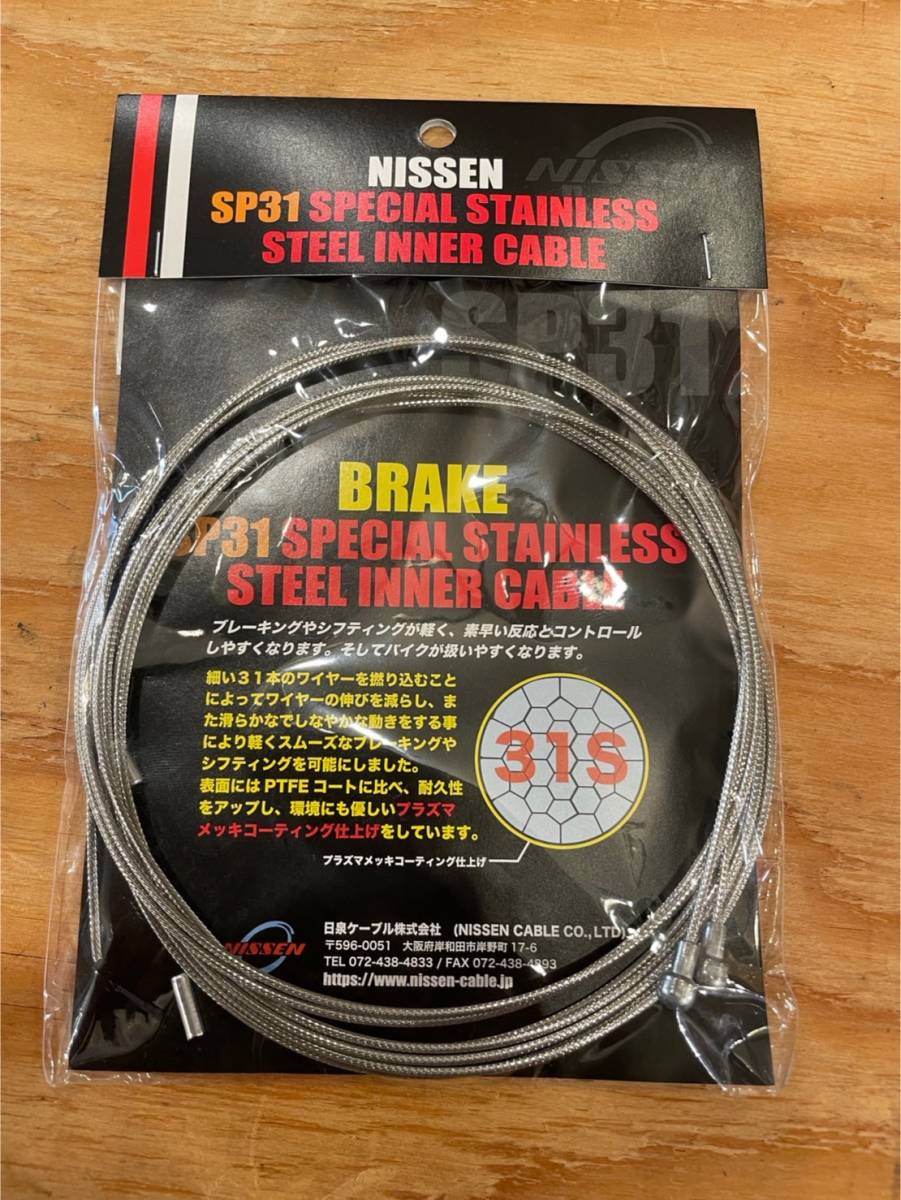 NISSEN
NISSEN
SP31 SPECIAL STAINLESS
STEEL INNER CABLE
SP31
BRAKE
SP31 SPECIAL STAINLESS
STEEL INNER CABLE
ブレーキングやシフティングが軽く、素早い反応とコントロール
しやすくなります。そしてバイクが扱いやすくなります。
細い31本のワイヤーを撚り込むこと
によってワイヤーの伸びを減らし、ま
た滑らかなでしなやかな動きをする事
により軽くスムーズなブレーキングや
シフティングを可能にしました。
表面にはPTFEコートに比べ、耐久性
をアップし、環境にも優しいプラズマ
メッキコーティング仕上げをしています。
31S
プラズマメッキコーティング仕上げ
NISSEN
日泉ケーブル株式会社 (NISSEN CABLE CO.,LTD)
〒596-0051 大阪府岸和田市岸野町17-6
TEL 072-438-4833 / FAX 072-438-4893
https://www.nissen-cable.jp